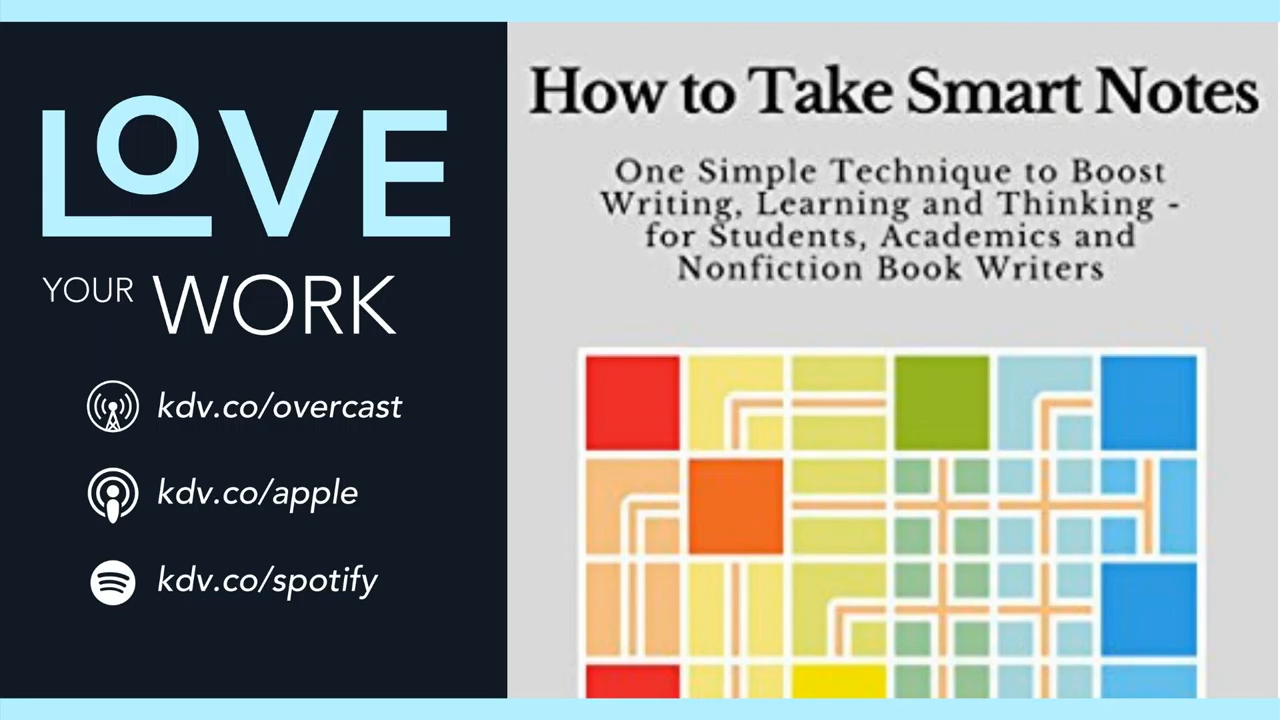 LOVE
YOUR WORK
kdv.co/overcast
kdv.co/apple
kdv.co/spotify
How to Take Smart Notes
One Simple Technique to Boost
Writing, Learning and Thinking -
for Students, Academics and
Nonfiction Book Writers